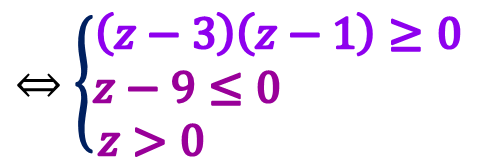 ⇔ { (z − 3)(z − 1) ≥ 0
z − 9 ≤ 0
z > 0